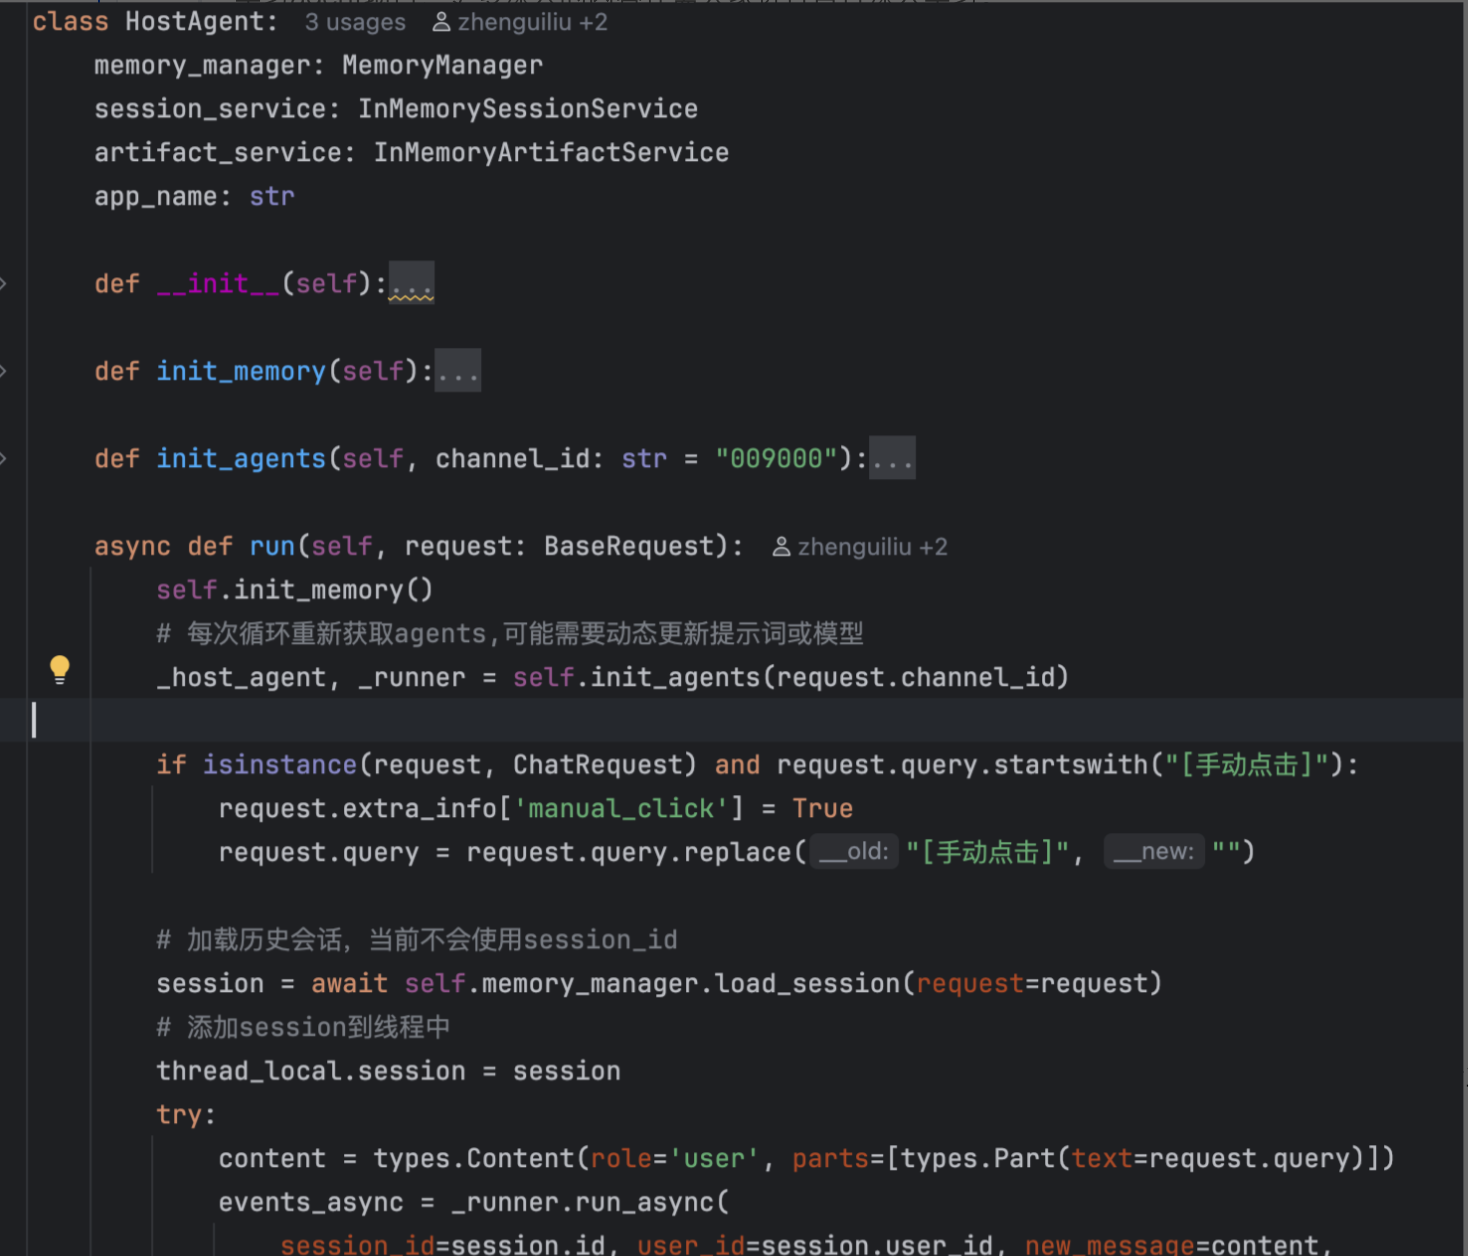 class HostAgent: 3 usages zhenguiliu +2
memory_manager: MemoryManager
session_service: InMemorySessionService
artifact_service: InMemoryArtifactService
app_name: str
def __init__(self):...
def init_memory(self):...
def init_agents(self, channel_id: str = "009000"):...
async def run(self, request: BaseRequest): zhenguiliu +2
self.init_memory()
# 每次循环重新获取agents,可能需要动态更新提示词或模型
_host_agent, _runner = self.init_agents(request.channel_id)
if isinstance(request, ChatRequest) and request.query.startswith("[手动点击]"):
request.extra_info['manual_click'] = True
request.query = request.query.replace( __old: "[手动点击]", __new: "")
# 加载历史会话，当前不会使用session_id
session = await self.memory_manager.load_session(request=request)
# 添加session到线程中
thread_local.session = session
try:
content = types.Content(role='user', parts=[types.Part(text=request.query)])
events_async = _runner.run_async(
session_id=session.id, user_id=session.user_id, new_message=content,